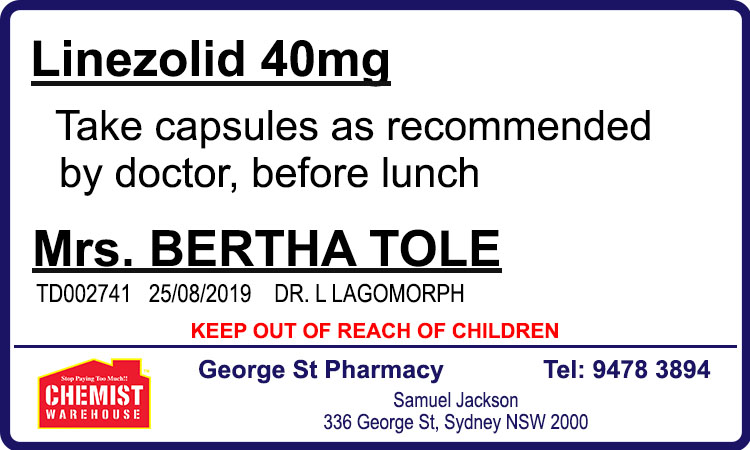 Linezolid 40mg
Take capsules as recommended
by doctor, before lunch
Mrs. BERTHA TOLE
TD002741 25/08/2019 DR. L LAGOMORPH
KEEP OUT OF REACH OF CHILDREN
George St Pharmacy Tel: 9478 3894
Stop Paying Too Much!!
CHEMIST
WAREHOUSE
Samuel Jackson
336 George St, Sydney NSW 2000